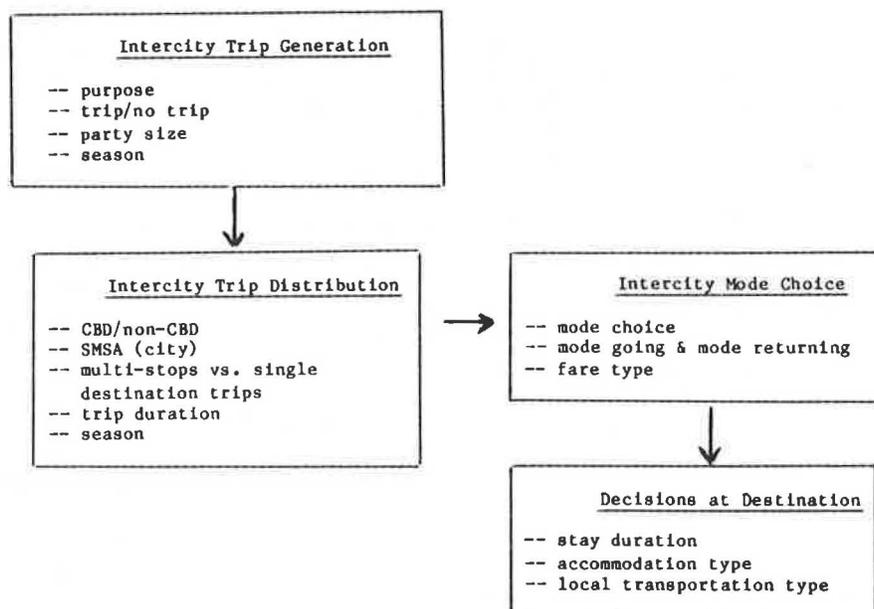 Intercity Trip Generation
-- purpose
-- trip/no trip
-- party size
-- season
Intercity Trip Distribution
-- CBD/non-CBD
-- SMSA (city)
-- multi-stops vs. single
destination trips
-- trip duration
-- season
Intercity Mode Choice
-- mode choice
-- mode going & mode returning
-- fare type
Decisions at Destination
-- stay duration
-- accommodation type
-- local transportation type